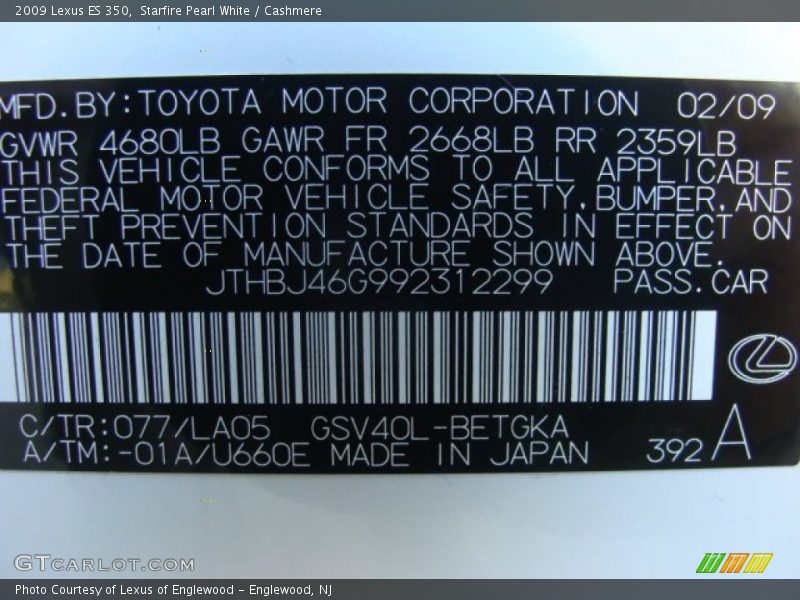 2009 Lexus ES 350, Starfire Pearl White / Cashmere
MFD. BY: TOYOTA MOTOR CORPORATION 02/09
GVWR 4680LB GAWR FR 2668LB RR 2359LB
THIS VEHICLE CONFORMS TO ALL APPLICABLE
FEDERAL MOTOR VEHICLE SAFETY, BUMPER, AND
THEFT PREVENTION STANDARDS IN EFFECT ON
THE DATE OF MANUFACTURE SHOWN ABOVE.
JTHBJ46G992312299 PASS. CAR
C/TR: 077/LA05 GSV40L-BETGKA
A/TM: -01A/U660E MADE IN JAPAN 392 A
GTCARLOT.COM
Photo Courtesy of Lexus of Englewood - Englewood, NJ